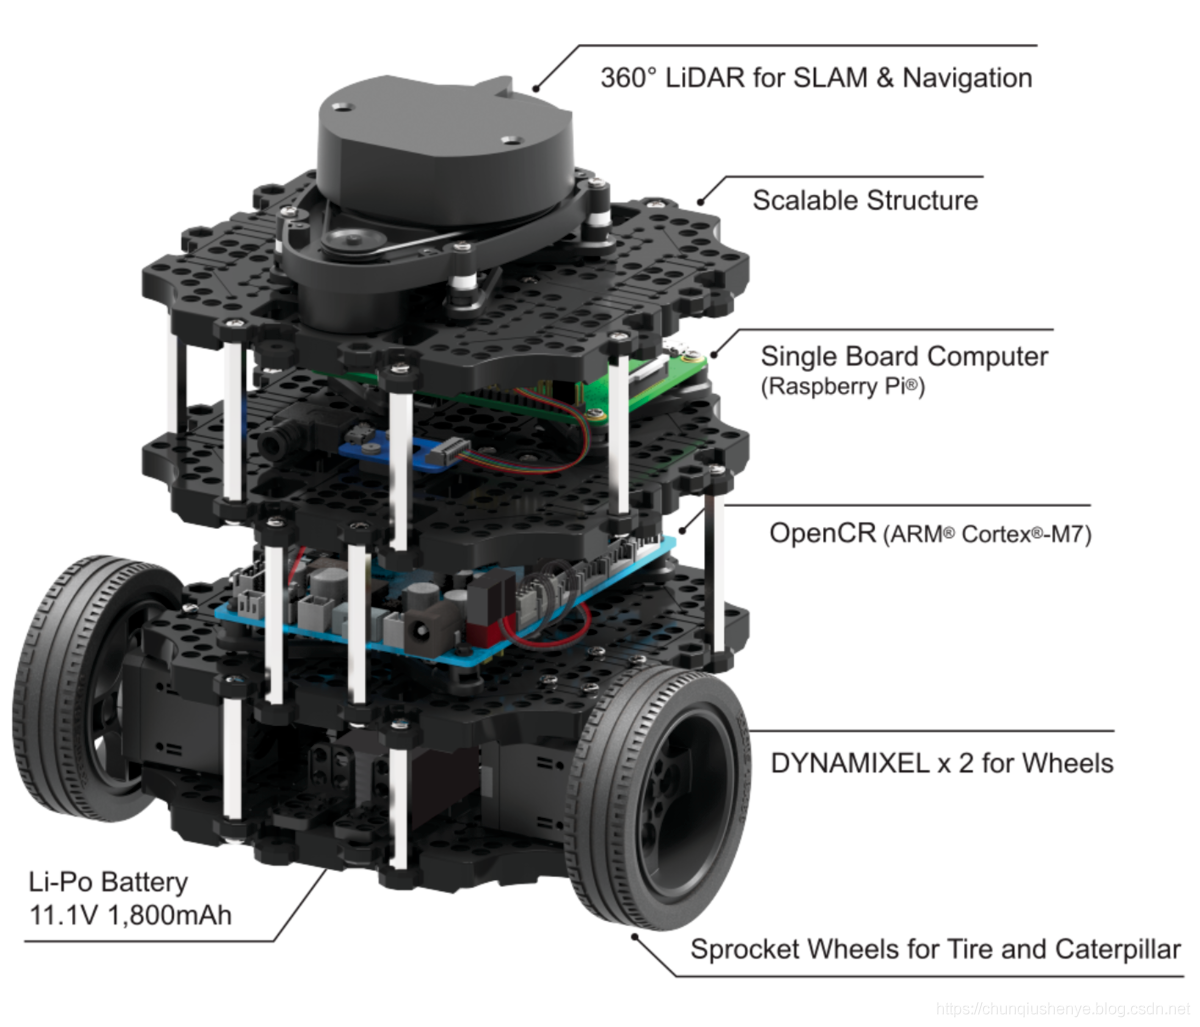 360° LiDAR for SLAM & Navigation
Scalable Structure
Single Board Computer
(Raspberry Pi®)
OpenCR (ARM® Cortex®-M7)
DYNAMIXEL x 2 for Wheels
Li-Po Battery
11.1V 1,800mAh
Sprocket Wheels for Tire and Caterpillar
https://chunqiushenye.blog.csdn.net